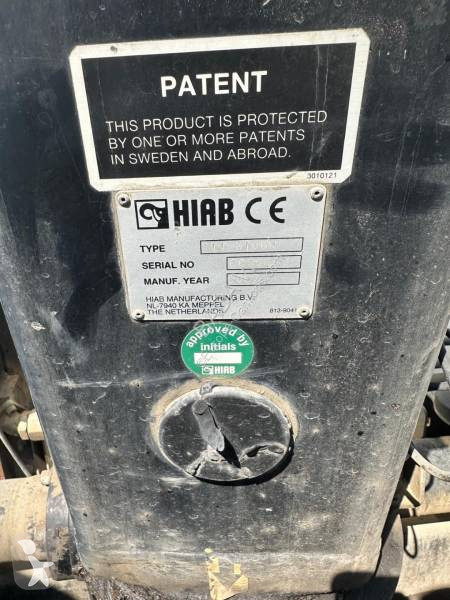 PATENT
THIS PRODUCT IS PROTECTED
BY ONE OR MORE PATENTS
IN SWEDEN AND ABROAD.
3010121
HIAB CE
TYPE
SERIAL NO
MANUF. YEAR
HIAB MANUFACTURING B.V.
NL-7940 KA MEPPEL
THE NETHERLANDS
813-9041
approved by
initials
HIAB